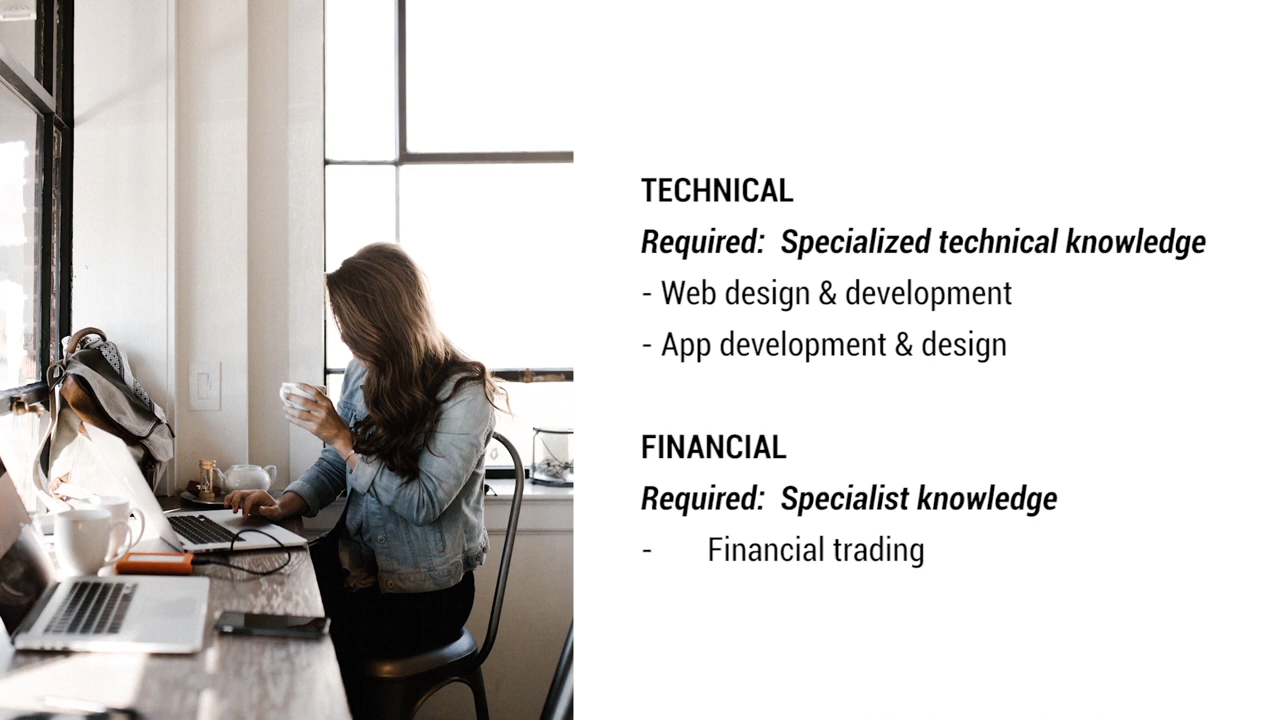 TECHNICAL
Required:  Specialized technical knowledge
- Web design & development
- App development & design
FINANCIAL
Required:  Specialist knowledge
-       Financial trading